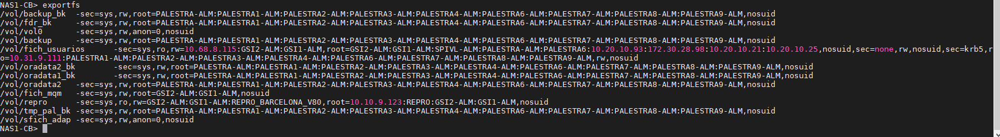 NAS1-CB> exportfs
/vol/backup_bk  -sec=sys,rw,root=PALESTRA-ALM:PALESTRA1-ALM:PALESTRA2-ALM:PALESTRA3-ALM:PALESTRA4-ALM:PALESTRA6-ALM:PALESTRA7-ALM:PALESTRA8-ALM:PALESTRA9-ALM,nosuid
/vol/fdr_bk     -sec=sys,rw,root=PALESTRA-ALM:PALESTRA1-ALM:PALESTRA2-ALM:PALESTRA3-ALM:PALESTRA4-ALM:PALESTRA6-ALM:PALESTRA7-ALM:PALESTRA8-ALM:PALESTRA9-ALM,nosuid
/vol/vol0       -sec=sys,rw,anon=0,nosuid
/vol/backup     -sec=sys,rw,root=PALESTRA-ALM:PALESTRA1-ALM:PALESTRA2-ALM:PALESTRA3-ALM:PALESTRA4-ALM:PALESTRA6-ALM:PALESTRA7-ALM:PALESTRA8-ALM:PALESTRA9-ALM,nosuid
/vol/fich_usuarios      -sec=sys,ro,rw=10.68.8.115:GSI2-ALM:GSI1-ALM,root=GSI2-ALM:GSI1-ALM:SPIVL-ALM:PALESTRA-ALM:PALESTRA6:10.20.10.93:172.30.28.98:10.20.10.21:10.20.10.25,nosuid,sec=none,rw,nosuid,sec=krb5,r
o=10.31.9.111:PALESTRA1-ALM:PALESTRA2-ALM:PALESTRA3-ALM:PALESTRA4-ALM:PALESTRA6-ALM:PALESTRA7-ALM:PALESTRA8-ALM:PALESTRA9-ALM,rw,nosuid
/vol/oradata2_bk        -sec=sys,rw,root=PALESTRA-ALM:PALESTRA1-ALM:PALESTRA2-ALM:PALESTRA3-ALM:PALESTRA4-ALM:PALESTRA6-ALM:PALESTRA7-ALM:PALESTRA8-ALM:PALESTRA9-ALM,nosuid
/vol/oradata1_bk        -sec=sys,rw,root=PALESTRA-ALM:PALESTRA1-ALM:PALESTRA2-ALM:PALESTRA3-ALM:PALESTRA4-ALM:PALESTRA6-ALM:PALESTRA7-ALM:PALESTRA8-ALM:PALESTRA9-ALM,nosuid
/vol/oradata2   -sec=sys,rw,root=PALESTRA-ALM:PALESTRA1-ALM:PALESTRA2-ALM:PALESTRA3-ALM:PALESTRA4-ALM:PALESTRA6-ALM:PALESTRA7-ALM:PALESTRA8-ALM:PALESTRA9-ALM,nosuid
/vol/fich_mqm   -sec=sys,rw,root=GSI2-ALM:GSI1-ALM,nosuid
/vol/repro      -sec=sys,ro,rw=GSI2-ALM:GSI1-ALM:REPRO_BARCELONA_V80,root=10.10.9.123:REPRO:GSI2-ALM:GSI1-ALM,nosuid
/vol/tmp_pal_bk -sec=sys,rw,root=PALESTRA-ALM:PALESTRA1-ALM:PALESTRA2-ALM:PALESTRA3-ALM:PALESTRA4-ALM:PALESTRA6-ALM:PALESTRA7-ALM:PALESTRA8-ALM:PALESTRA9-ALM,nosuid
/vol/sfich_adap -sec=sys,rw,anon=0,nosuid
NAS1-CB>